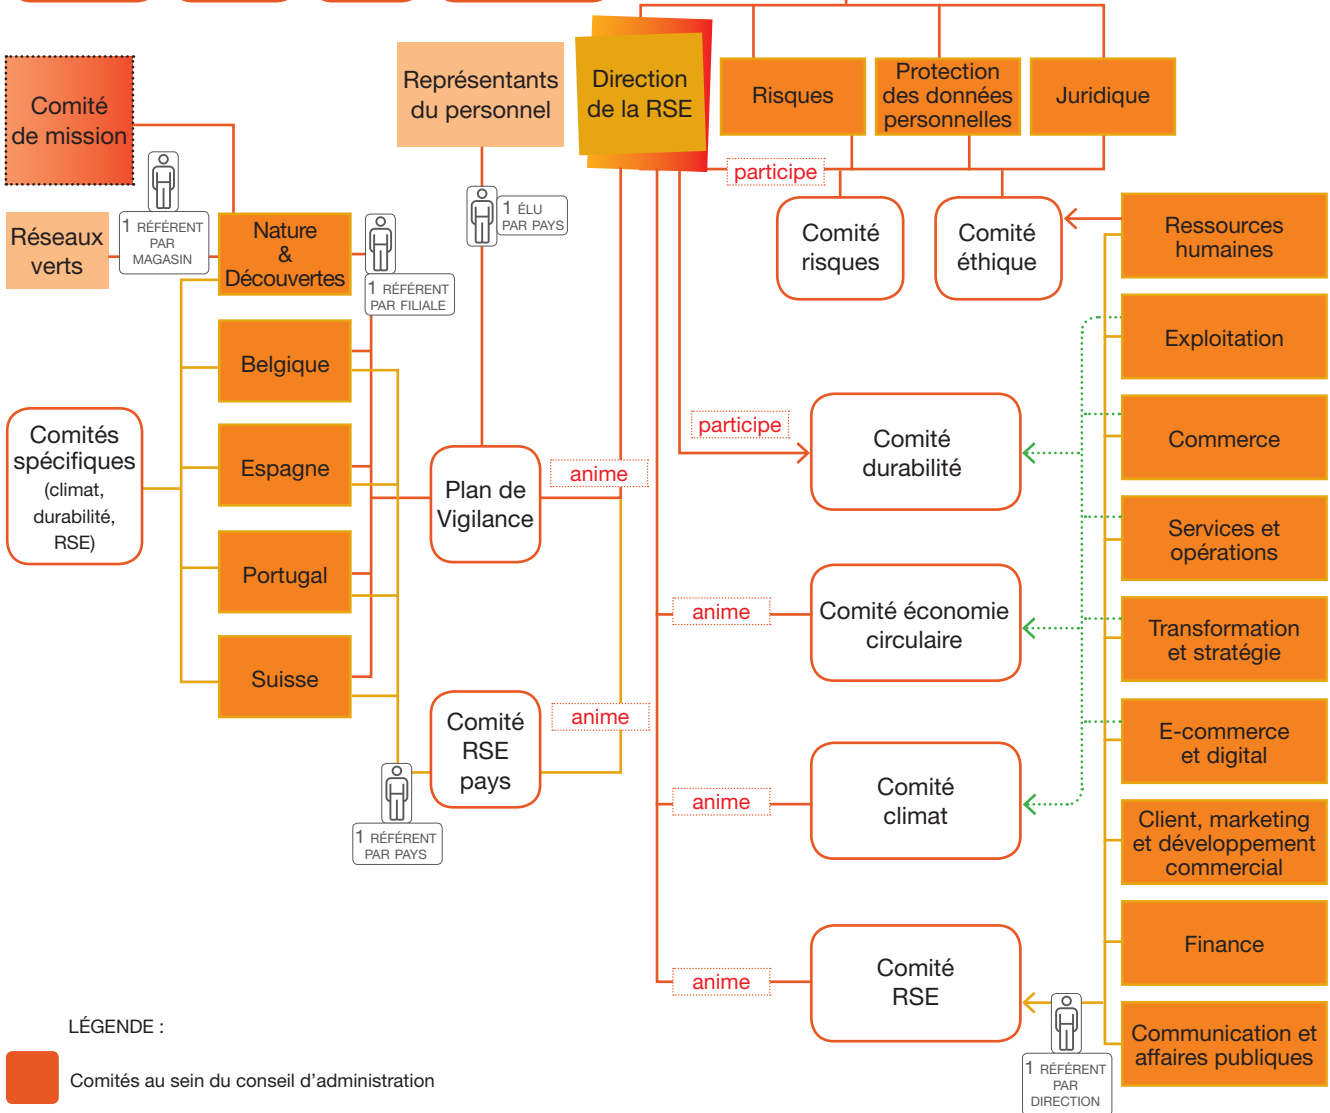 Comité
de mission
Représentants
du personnel
Direction
de la RSE
Risques
Protection
des données
personnelles
Juridique
participe
1 RÉFÉRENT
PAR
MAGASIN
1 ÉLU
PAR PAYS
Réseaux
verts
Nature
&
Découvertes
1 RÉFÉRENT
PAR FILIALE
Comité
risques
Comité
éthique
Ressources
humaines
Belgique
Exploitation
Comités
spécifiques
(climat,
durabilité,
RSE)
Espagne
Plan de
Vigilance
anime
participe
Comité
durabilité
Commerce
Services et
opérations
Portugal
anime
Comité économie
circulaire
Transformation
et stratégie
Suisse
Comité
RSE
pays
anime
E-commerce
et digital
1 RÉFÉRENT
PAR PAYS
anime
Comité
climat
Client, marketing
et développement
commercial
Finance
anime
Comité
RSE
Communication et
affaires publiques
1 RÉFÉRENT
PAR
DIRECTION
LÉGENDE :
Comités au sein du conseil d’administration